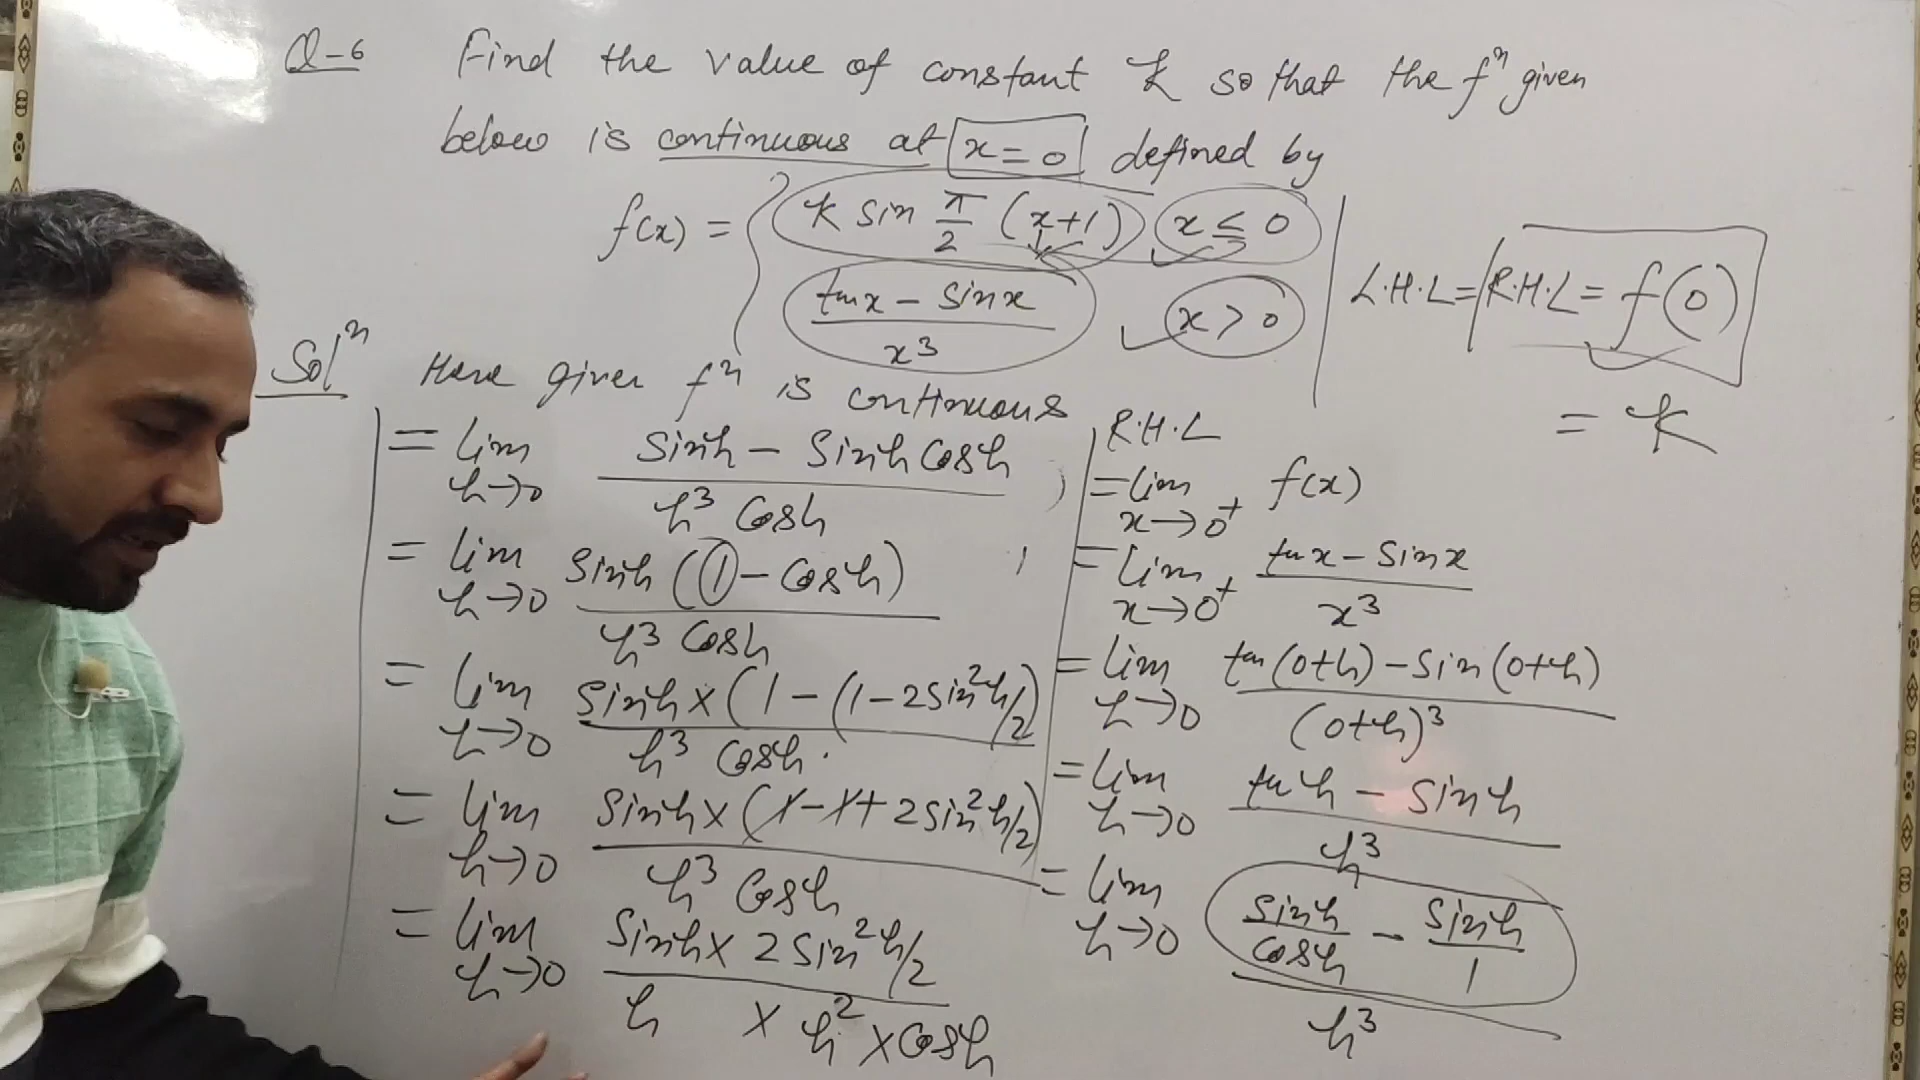 Q-6 Find the value of constant K so that the fⁿ given
below is continuous at x = 0 defined by
f(x) = { K sin π/2 (x+1) x ≤ 0
tan x - sin x / x³ x > 0
L.H.L = R.H.L = f(0)
= K
Solⁿ Here given fⁿ is continuous
= lim h→0 sinh - sinh cosh / h³ cosh
= lim h→0 sinh (1 - cosh) / h³ cosh
= lim h→0 sinh × (1 - (1 - 2 sin² h/2) / h³ cosh.
= lim h→0 sinh × (1 - 1 + 2 sin² h/2) / h³ cosh
= lim h→0 sinh × 2 sin² h/2 / h × h² × cosh
R.H.L
= lim x→0⁺ f(x)
= lim x→0⁺ tan x - sin x / x³
= lim h→0 tan (0+h) - sin (0+h) / (0+h)³
= lim h→0 tan h - sinh / h³
= lim h→0 sinh/cosh - sinh/1 / h³